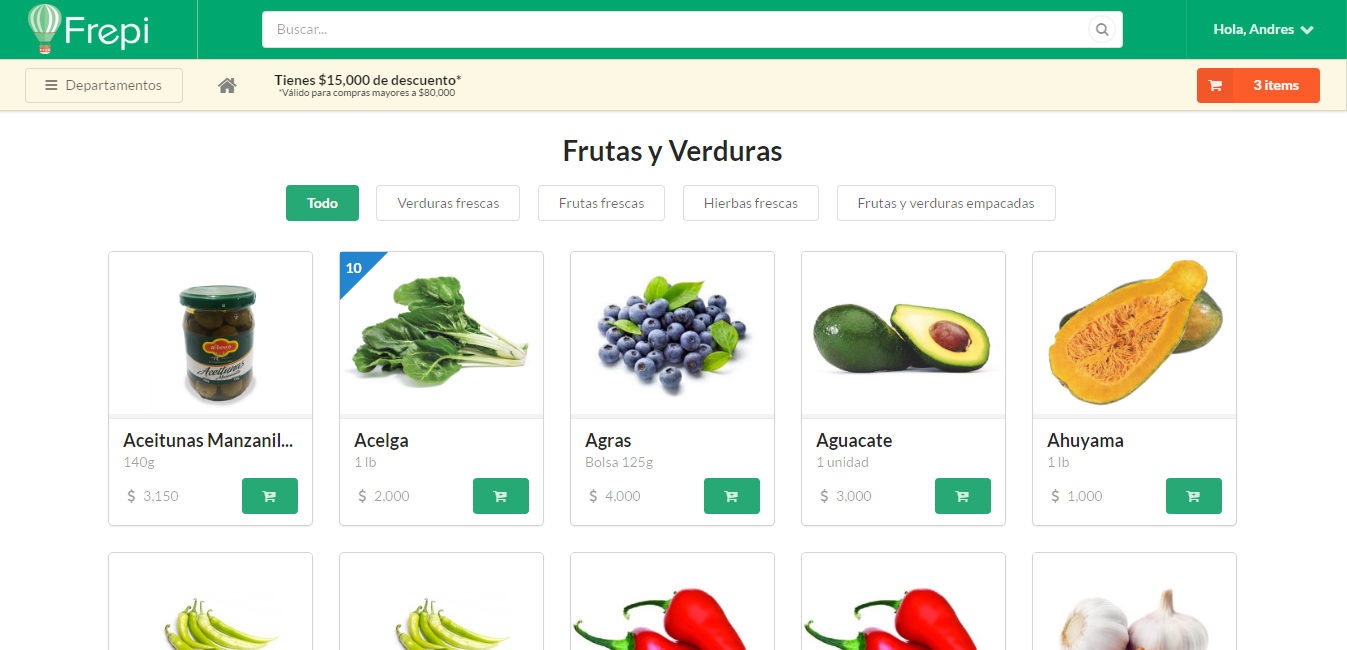 Frepi
Buscar...
Hola, Andres
Departamentos
Tienes $15,000 de descuento*
*Válido para compras mayores a $80,000
3 items
Frutas y Verduras
Todo
Verduras frescas
Frutas frescas
Hierbas frescas
Frutas y verduras empacadas
10
Aceitunas
Aceitunas Manzanil...
140g
$ 3,150
Acelga
1 lb
$ 2,000
Agras
Bolsa 125g
$ 4,000
Aguacate
1 unidad
$ 3,000
Ahuyama
1 lb
$ 1,000